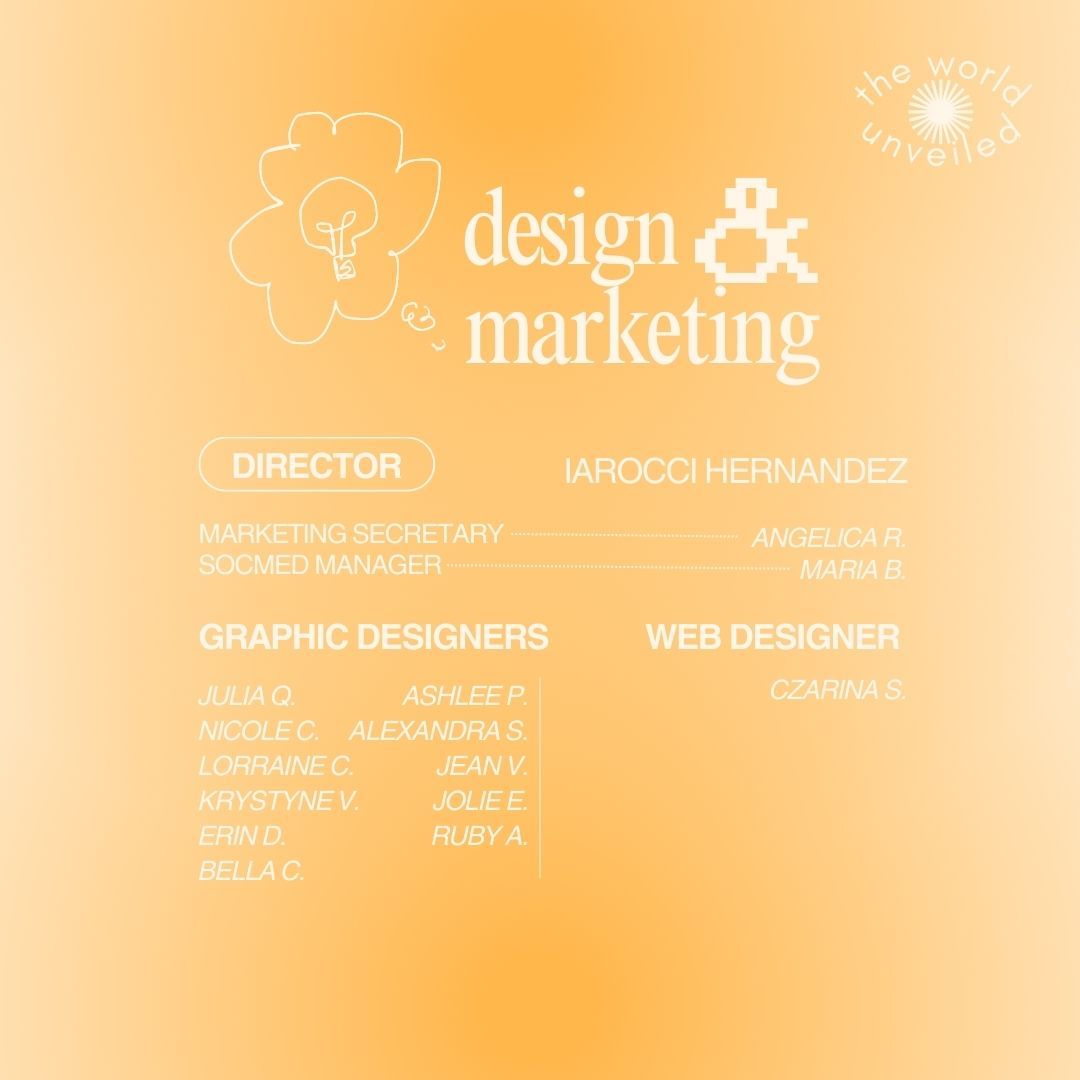 the world
unveiled
design &
marketing
DIRECTOR
IAROCCI HERNANDEZ
MARKETING SECRETARY ANGELICA R.
SOCMED MANAGER MARIA B.
GRAPHIC DESIGNERS
JULIA Q.
NICOLE C.
LORRAINE C.
KRYSTYNE V.
ERIN D.
BELLA C.
ASHLEE P.
ALEXANDRA S.
JEAN V.
JOLIE E.
RUBY A.
WEB DESIGNER
CZARINA S.